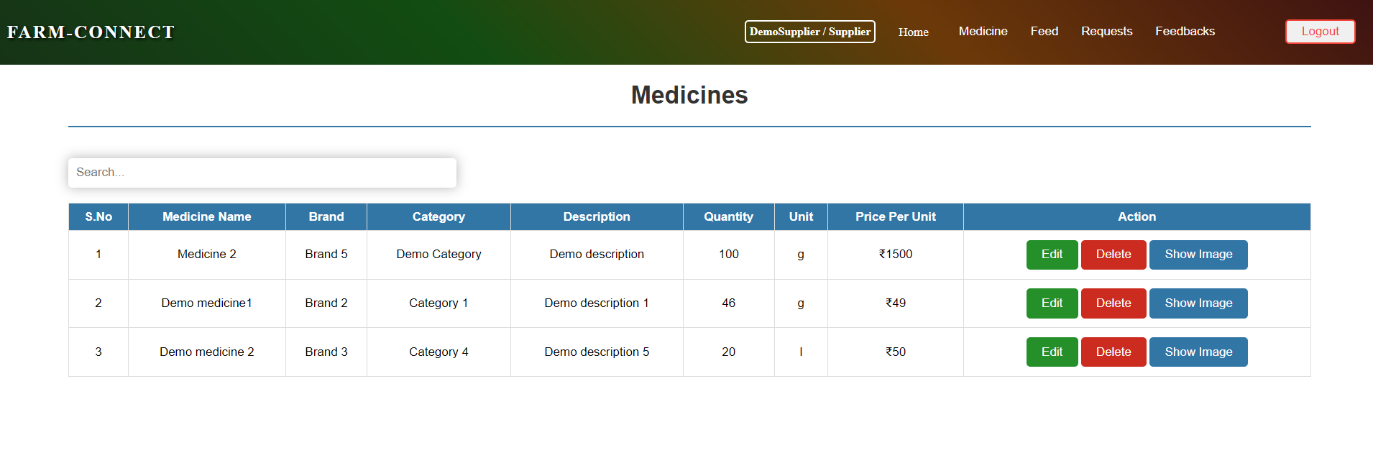 FARM-CONNECT DemoSupplier / Supplier Home Medicine Feed Requests Feedbacks Logout
Medicines
Search...
S.No Medicine Name Brand Category Description Quantity Unit Price Per Unit Action
1 Medicine 2 Brand 5 Demo Category Demo description 100 g ₹1500 Edit Delete Show Image
2 Demo medicine1 Brand 2 Category 1 Demo description 1 46 g ₹49 Edit Delete Show Image
3 Demo medicine 2 Brand 3 Category 4 Demo description 5 20 l ₹50 Edit Delete Show Image